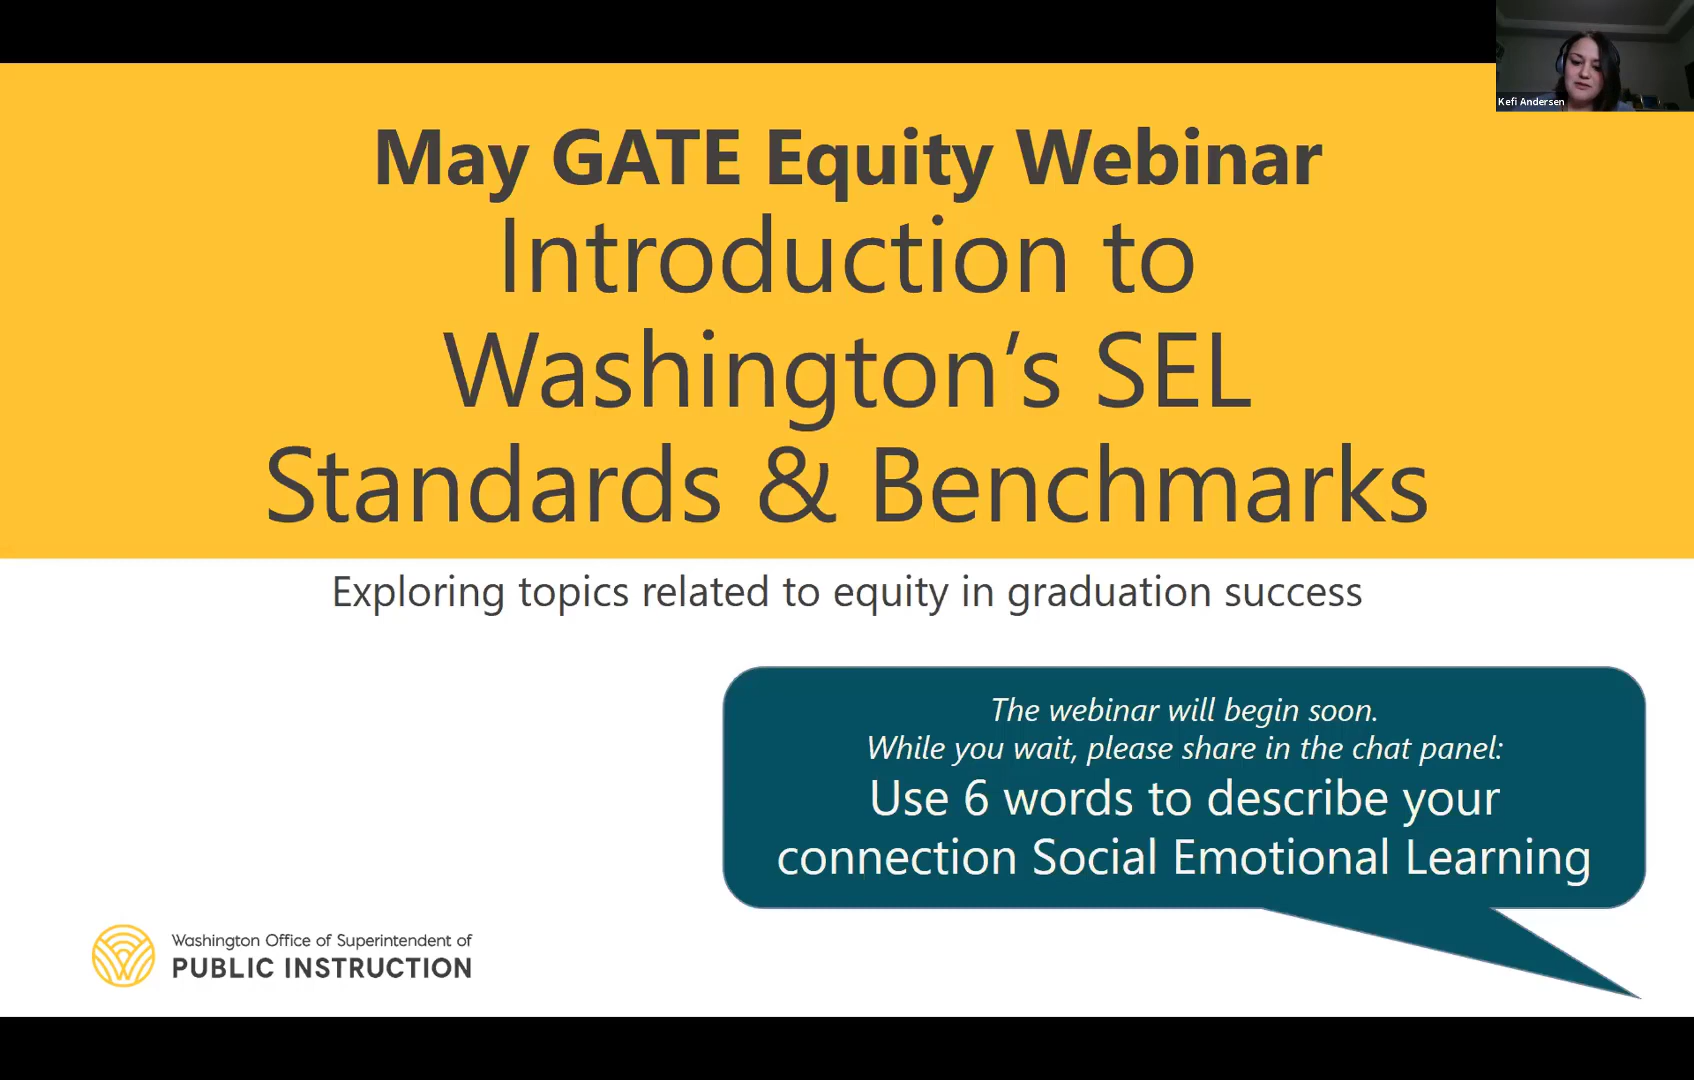 Kefi Andersen
May GATE Equity Webinar
Introduction to
Washington’s SEL
Standards & Benchmarks
Exploring topics related to equity in graduation success
The webinar will begin soon.
While you wait, please share in the chat panel:
Use 6 words to describe your
connection Social Emotional Learning
Washington Office of Superintendent of
PUBLIC INSTRUCTION